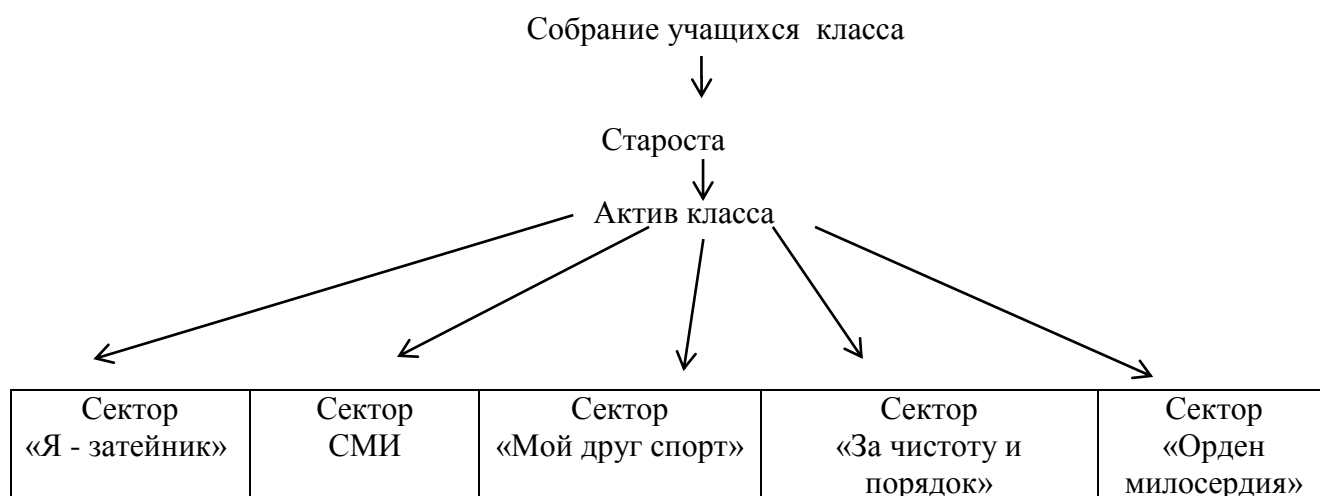 Собрание учащихся класса
Староста
Актив класса
Сектор
«Я - затейник»
Сектор
СМИ
Сектор
«Мой друг спорт»
Сектор
«За чистоту и
порядок»
Сектор
«Орден
милосердия»